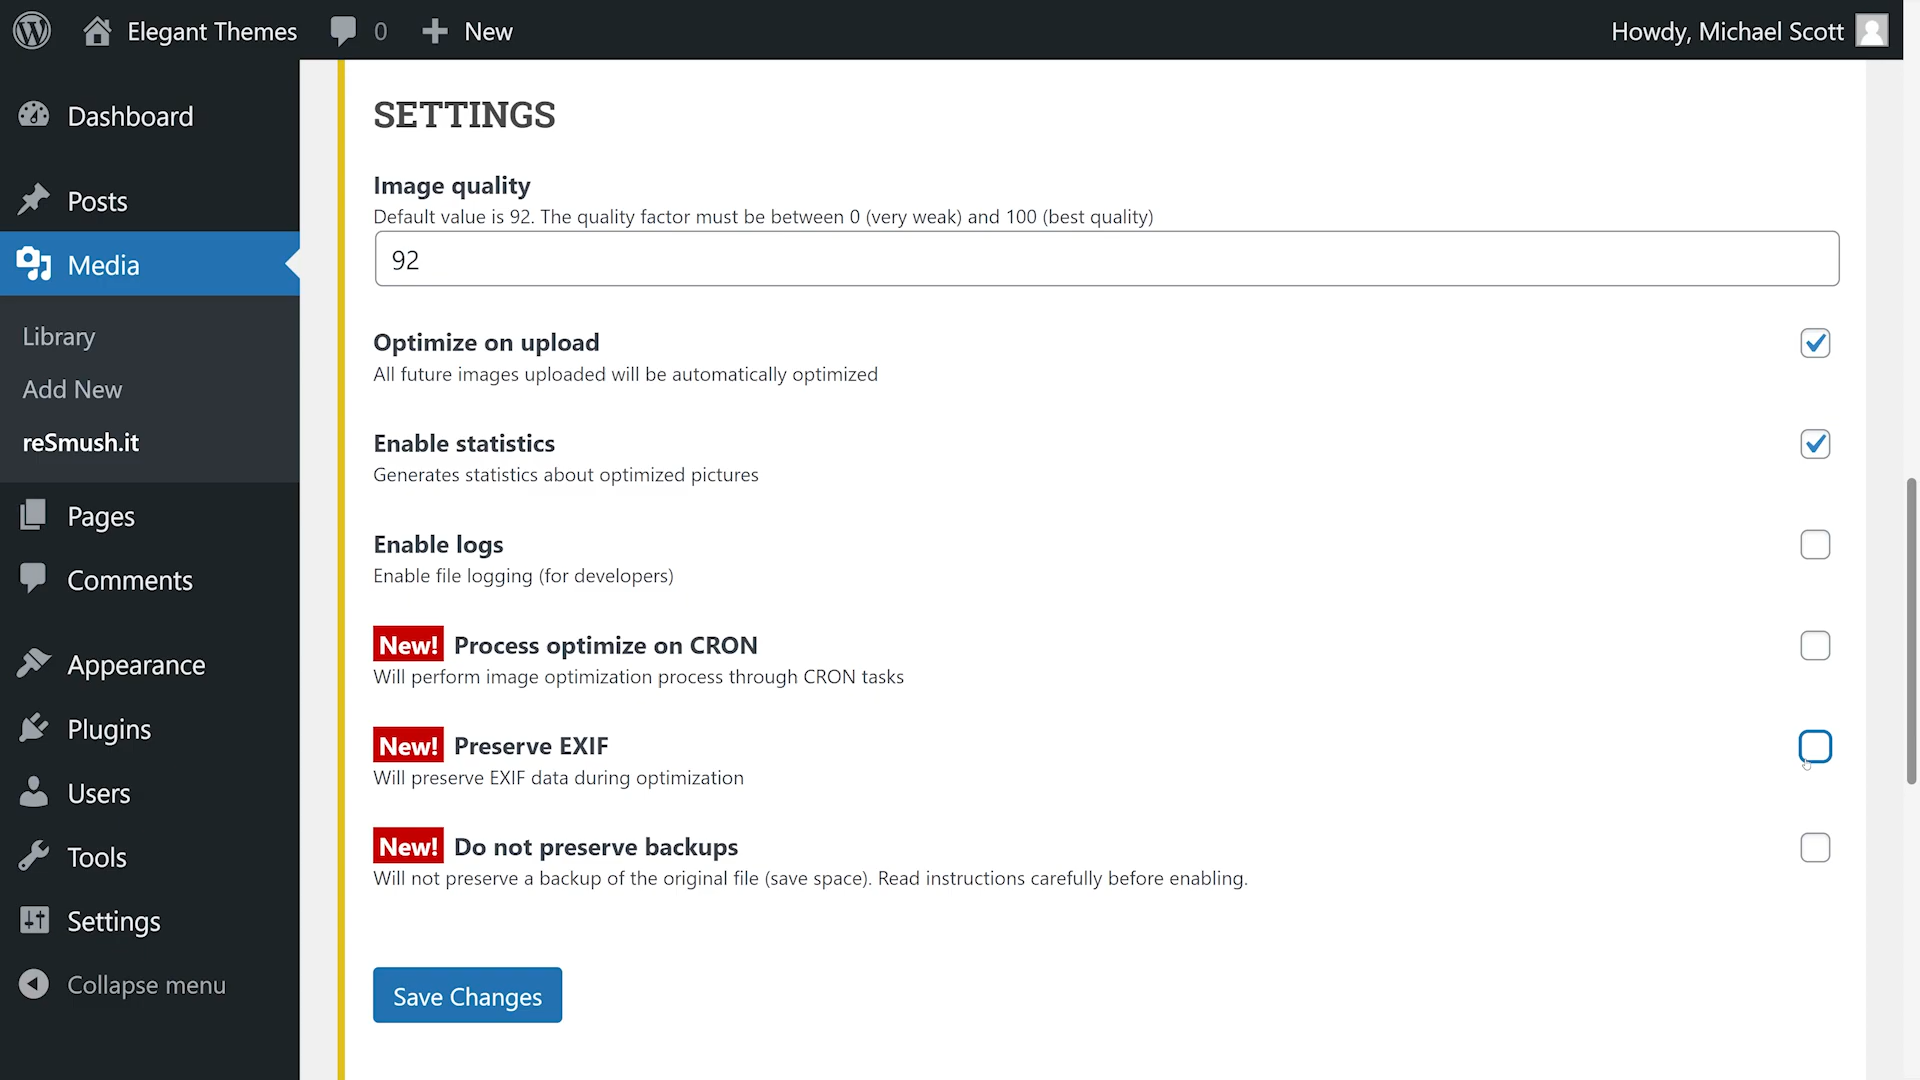 Elegant Themes
0
New
Howdy, Michael Scott
Dashboard
Posts
Media
Library
Add New
reSmush.it
Pages
Comments
Appearance
Plugins
Users
Tools
Settings
Collapse menu
SETTINGS
Image quality
Default value is 92. The quality factor must be between 0 (very weak) and 100 (best quality)
92
Optimize on upload
All future images uploaded will be automatically optimized
Enable statistics
Generates statistics about optimized pictures
Enable logs
Enable file logging (for developers)
New! Process optimize on CRON
Will perform image optimization process through CRON tasks
New! Preserve EXIF
Will preserve EXIF data during optimization
New! Do not preserve backups
Will not preserve a backup of the original file (save space). Read instructions carefully before enabling.
Save Changes